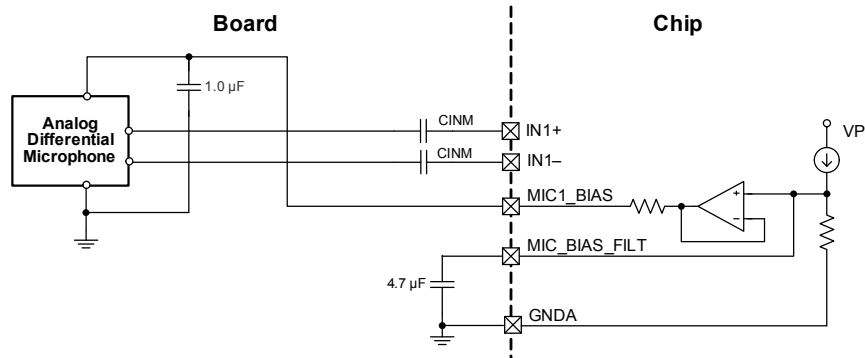 Board
Chip
1.0 µF
Analog
Differential
Microphone
CINM
IN1+
CINM
IN1–
VP
+
–
MIC1_BIAS
MIC_BIAS_FILT
4.7 µF
GNDA